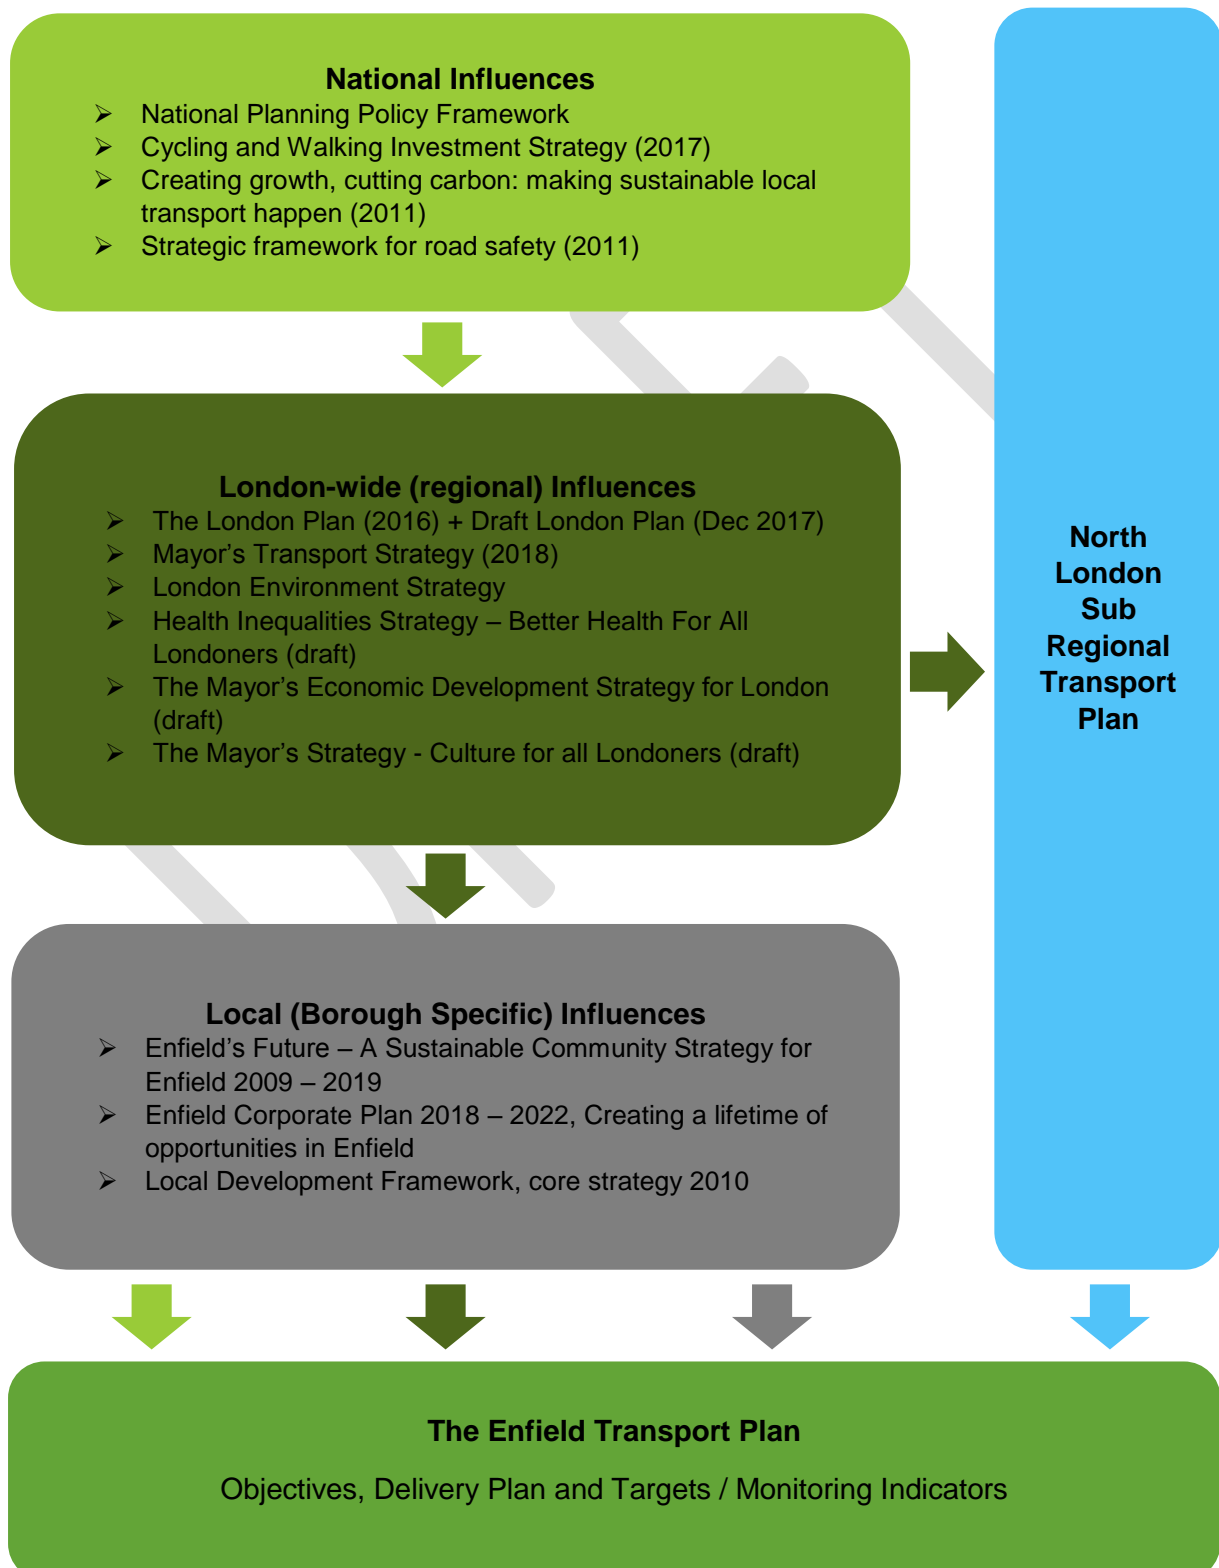 National Influences
➢ National Planning Policy Framework
➢ Cycling and Walking Investment Strategy (2017)
➢ Creating growth, cutting carbon: making sustainable local
transport happen (2011)
➢ Strategic framework for road safety (2011)
London-wide (regional) Influences
➢ The London Plan (2016) + Draft London Plan (Dec 2017)
➢ Mayor’s Transport Strategy (2018)
➢ London Environment Strategy
➢ Health Inequalities Strategy – Better Health For All
Londoners (draft)
➢ The Mayor’s Economic Development Strategy for London
(draft)
➢ The Mayor’s Strategy - Culture for all Londoners (draft)
North
London
Sub
Regional
Transport
Plan
Local (Borough Specific) Influences
➢ Enfield’s Future – A Sustainable Community Strategy for
Enfield 2009 – 2019
➢ Enfield Corporate Plan 2018 – 2022, Creating a lifetime of
opportunities in Enfield
➢ Local Development Framework, core strategy 2010
The Enfield Transport Plan
Objectives, Delivery Plan and Targets / Monitoring Indicators